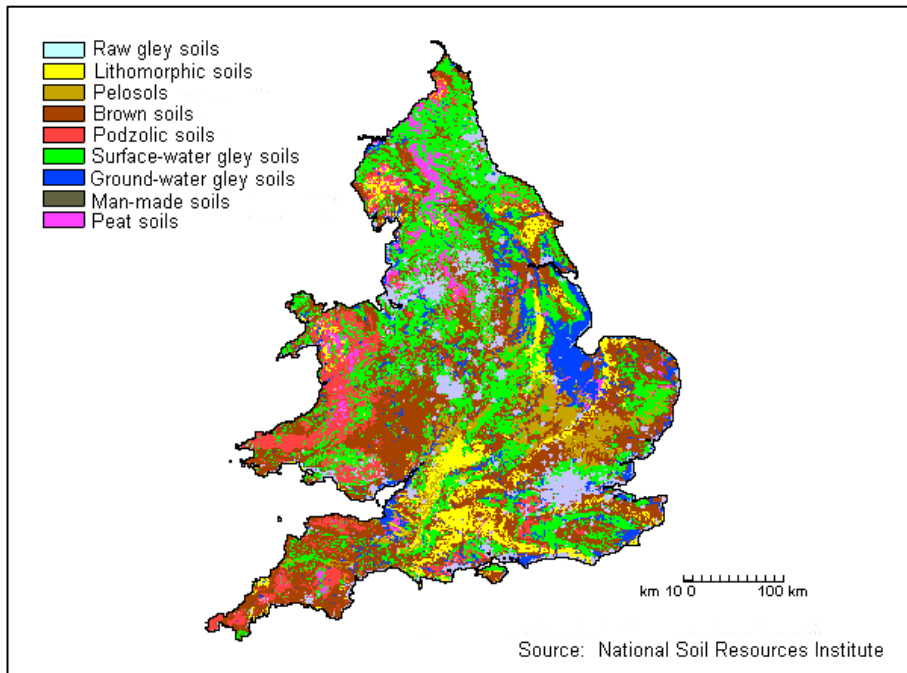 Raw gley soils
Lithomorphic soils
Pelosols
Brown soils
Podzolic soils
Surface-water gley soils
Ground-water gley soils
Man-made soils
Peat soils
km 10 0 100 km
Source: National Soil Resources Institute